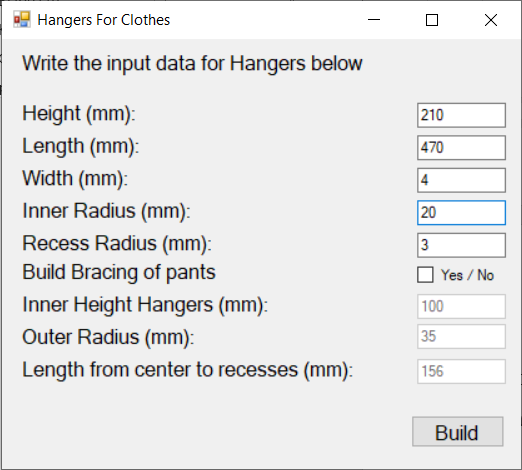 Hangers For Clothes
Write the input data for Hangers below
Height (mm): 210
Length (mm): 470
Width (mm): 4
Inner Radius (mm): 20
Recess Radius (mm): 3
Build Bracing of pants Yes / No
Inner Height Hangers (mm): 100
Outer Radius (mm): 35
Length from center to recesses (mm): 156
Build